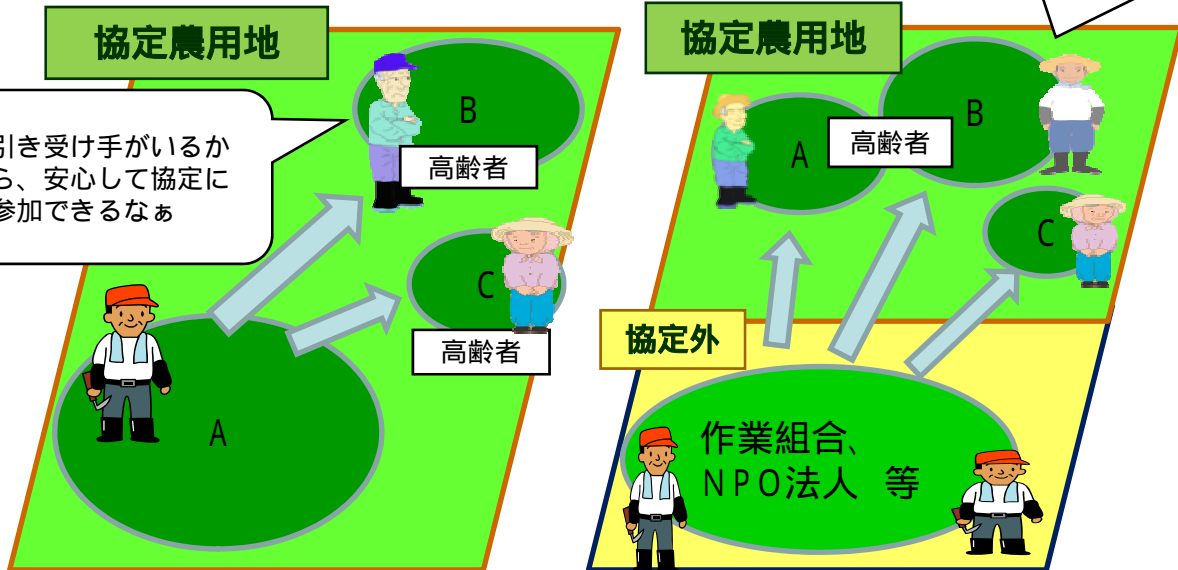 協定農用地
引き受け手がいるか
ら、安心して協定に
参加できるなぁ
B
高齢者
C
高齢者
A
協定農用地
A
B
高齢者
C
協定外
作業組合、
NPO法人 等